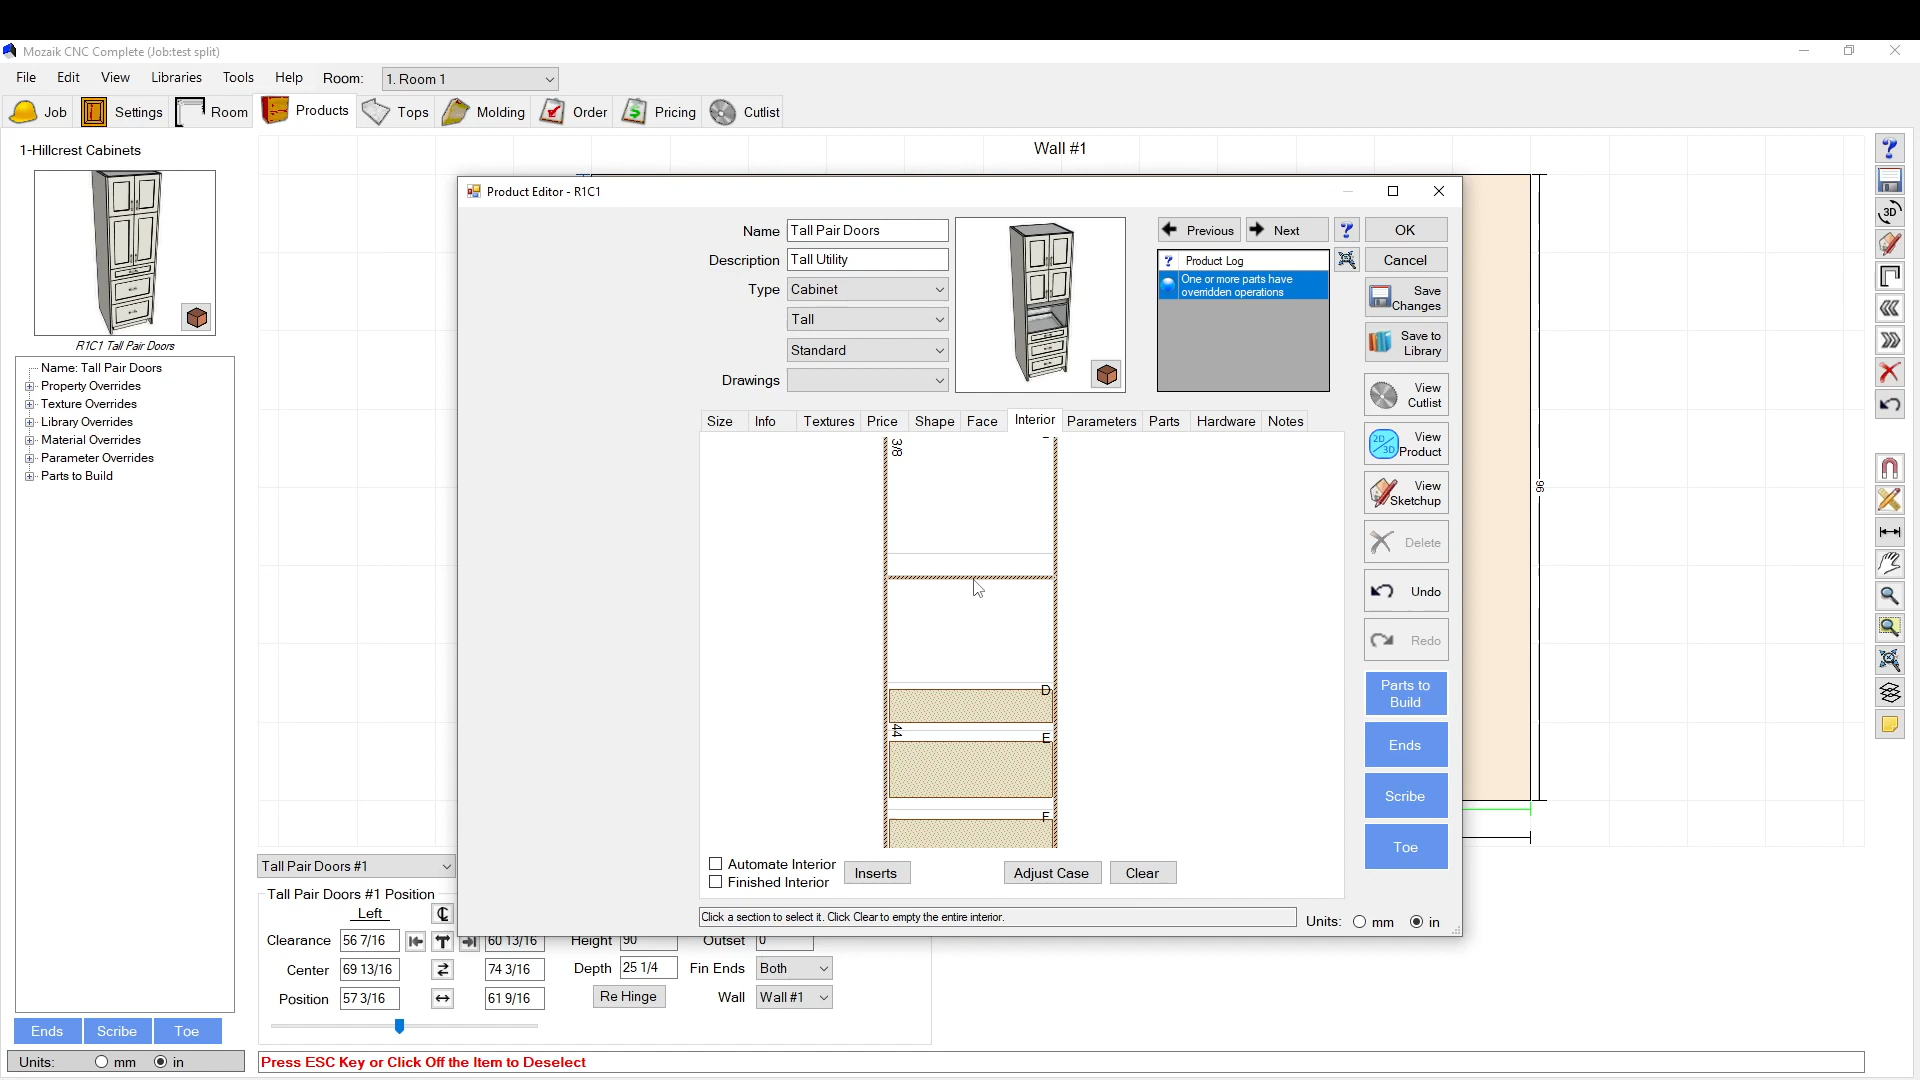 Mozaik CNC Complete (Job:test split)
File Edit View Libraries Tools Help Room: 1. Room 1
Job Settings Room Products Tops Molding Order Pricing Cutlist
1-Hillcrest Cabinets
R1C1 Tall Pair Doors
Name: Tall Pair Doors
Property Overrides
Texture Overrides
Library Overrides
Material Overrides
Parameter Overrides
Parts to Build
Ends Scribe Toe
Units: mm in
Wall #1
96
Product Editor - R1C1
Name Tall Pair Doors
Description Tall Utility
Type Cabinet
Tall
Standard
Drawings
Previous Next ? OK
? Product Log
One or more parts have
overridden operations
Cancel
Save
Changes
Save to
Library
View
Cutlist
2D/3D View
Product
View
Sketchup
Delete
Undo
Redo
Parts to
Build
Ends
Scribe
Toe
Size Info Textures Price Shape Face Interior Parameters Parts Hardware Notes
3/8
D
44
E
F
Automate Interior
Finished Interior
Inserts Adjust Case Clear
Click a section to select it. Click Clear to empty the entire interior.
Units: mm in
?
3D
Tall Pair Doors #1
Tall Pair Doors #1 Position
Left
Clearance 56 7/16 60 13/16 Height 90 Outset 0
Center 69 13/16 74 3/16 Depth 25 1/4 Fin Ends Both
Position 57 3/16 61 9/16 Re Hinge Wall Wall #1
Press ESC Key or Click Off the Item to Deselect